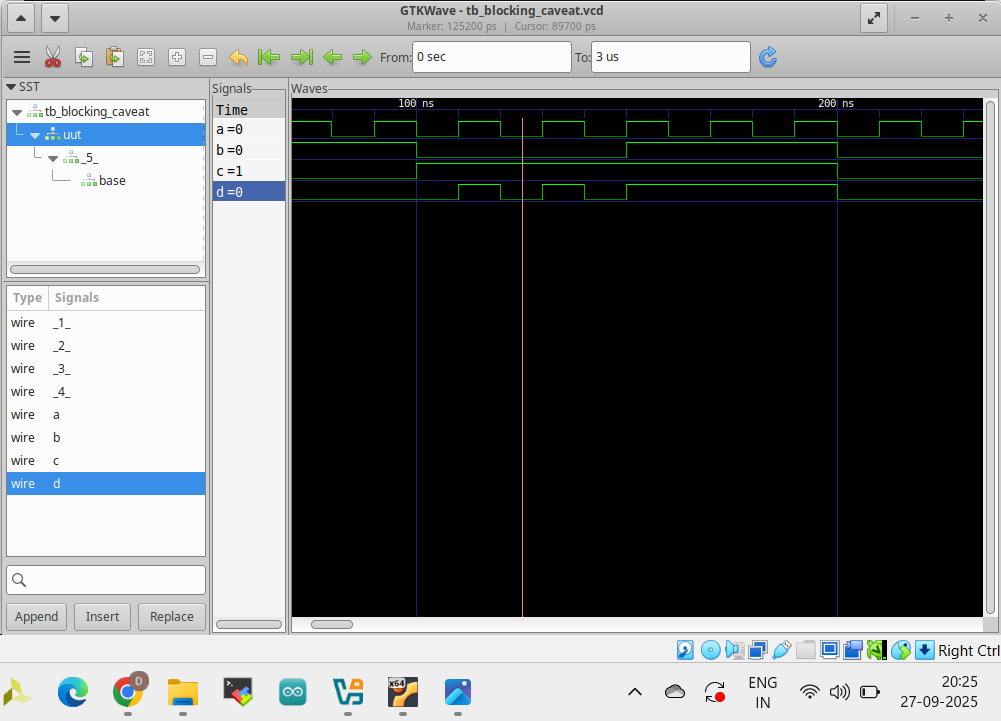 GTKWave - tb_blocking_caveat.vcd
Marker: 125200 ps | Cursor: 89700 ps
From: 0 sec To: 3 us
SST
tb_blocking_caveat
uut
_5_
base
Type Signals
wire _1_
wire _2_
wire _3_
wire _4_
wire a
wire b
wire c
wire d
Append Insert Replace
Signals
Time
a=0
b=0
c=1
d=0
Waves
100 ns 200 ns
Right Ctrl
D
x64
ENG
IN
20:25
27-09-2025